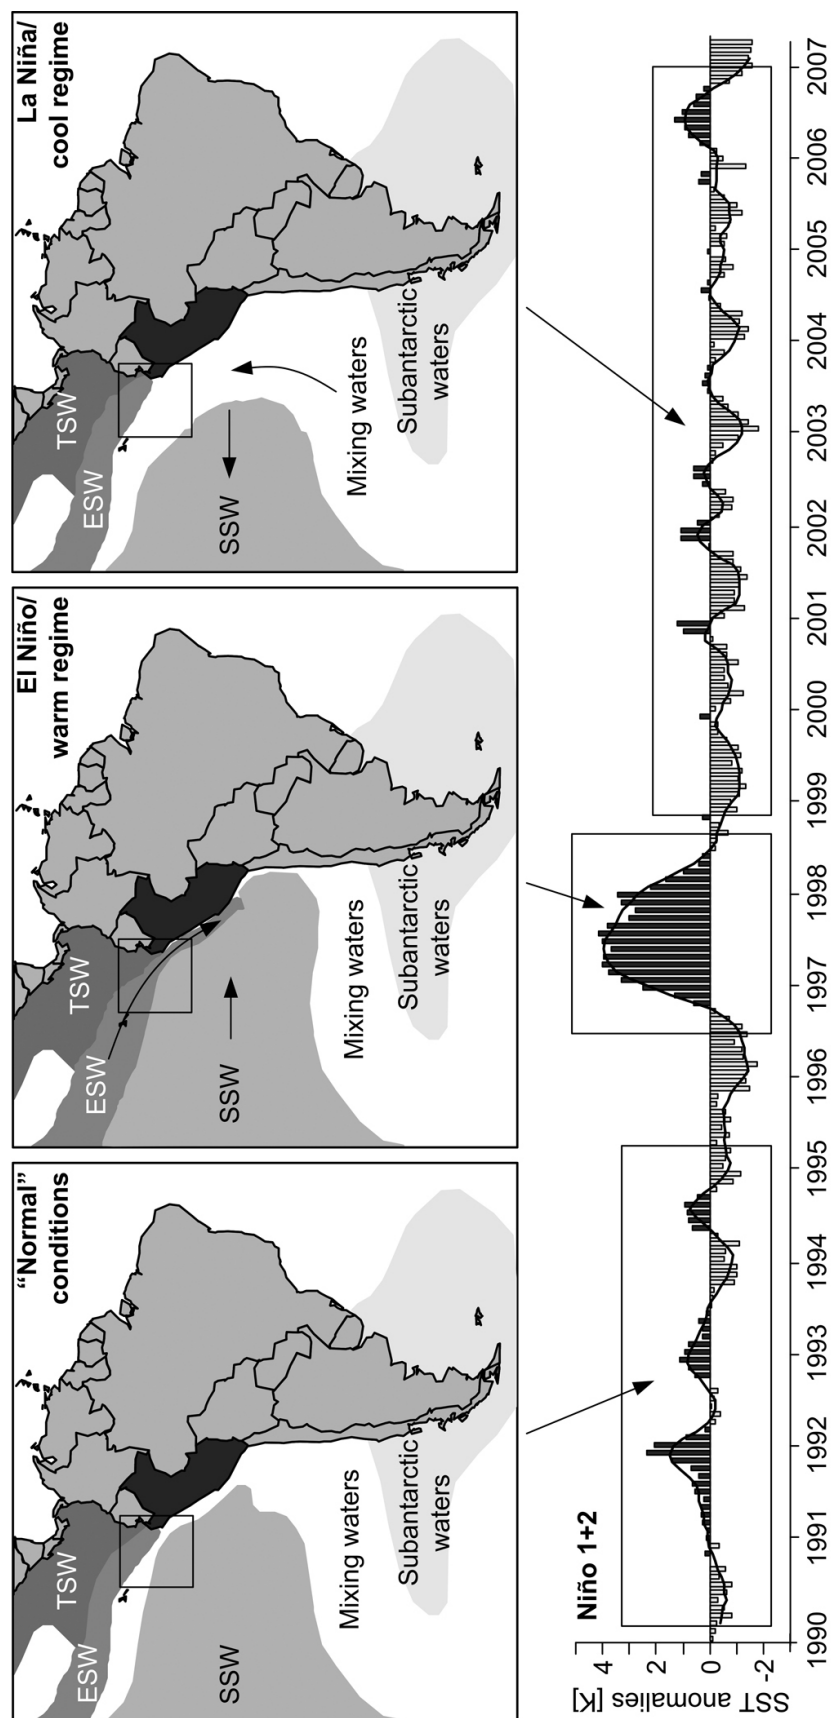 “Normal”
conditions
TSW
ESW
SSW
Mixing waters
Subantarctic
waters
El Niño/
warm regime
TSW
ESW
SSW
Mixing waters
Subantarctic
waters
La Niña/
cool regime
TSW
ESW
SSW
Mixing waters
Subantarctic
waters
Niño 1+2
SST anomalies [K]
4
2
0
-2
1990 1991 1992 1993 1994 1995 1996 1997 1998 1999 2000 2001 2002 2003 2004 2005 2006 2007